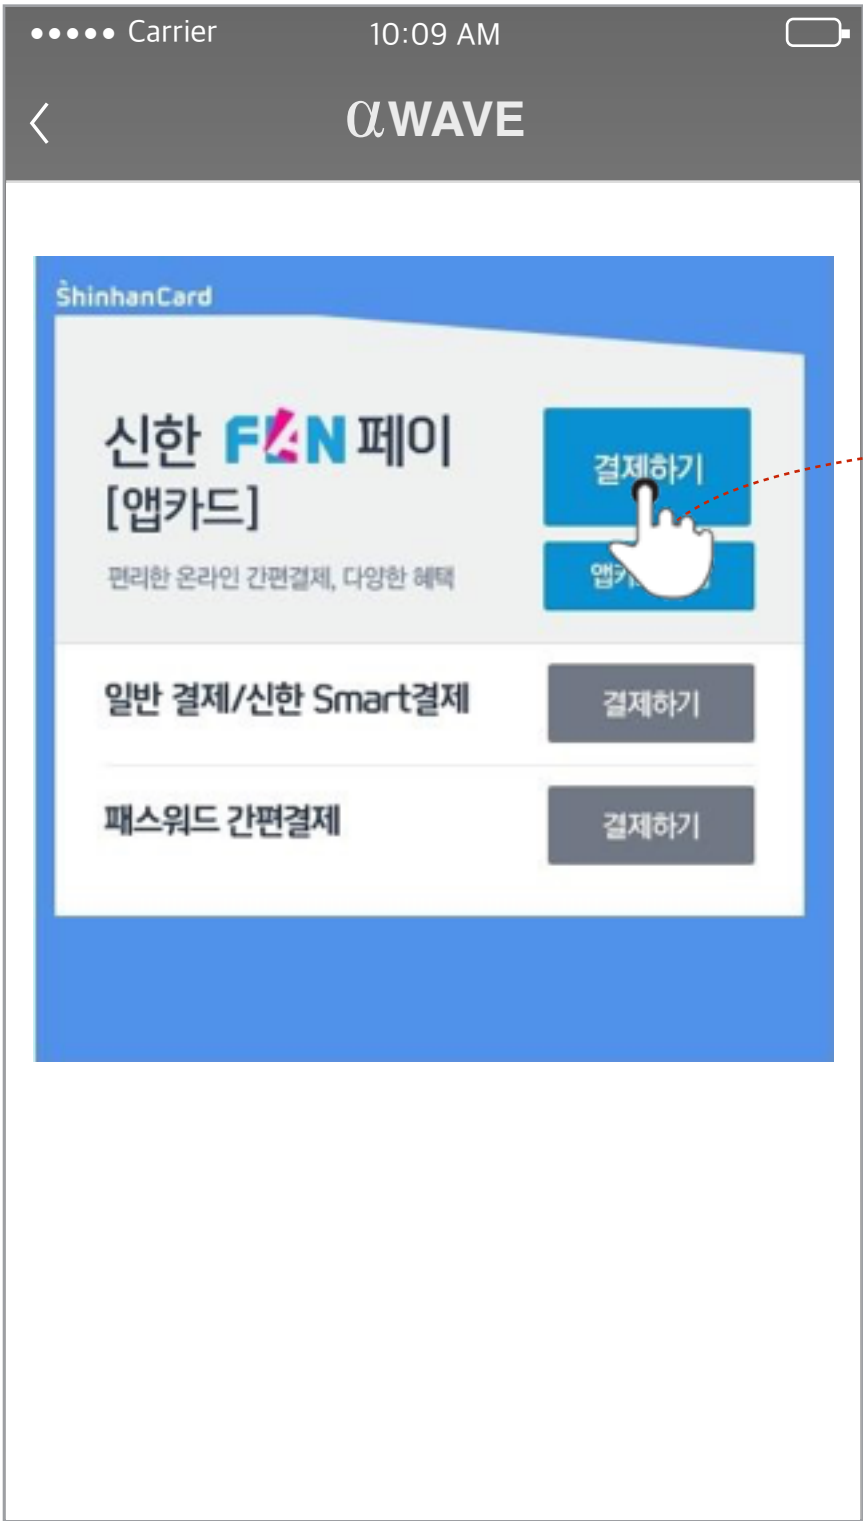 Carrier 10:09 AM
αWAVE
ShinhanCard
신한 FAN 페이
[앱카드]
편리한 온라인 간편결제, 다양한 혜택
결제하기
일반 결제/신한 Smart결제
결제하기
패스워드 간편결제
결제하기